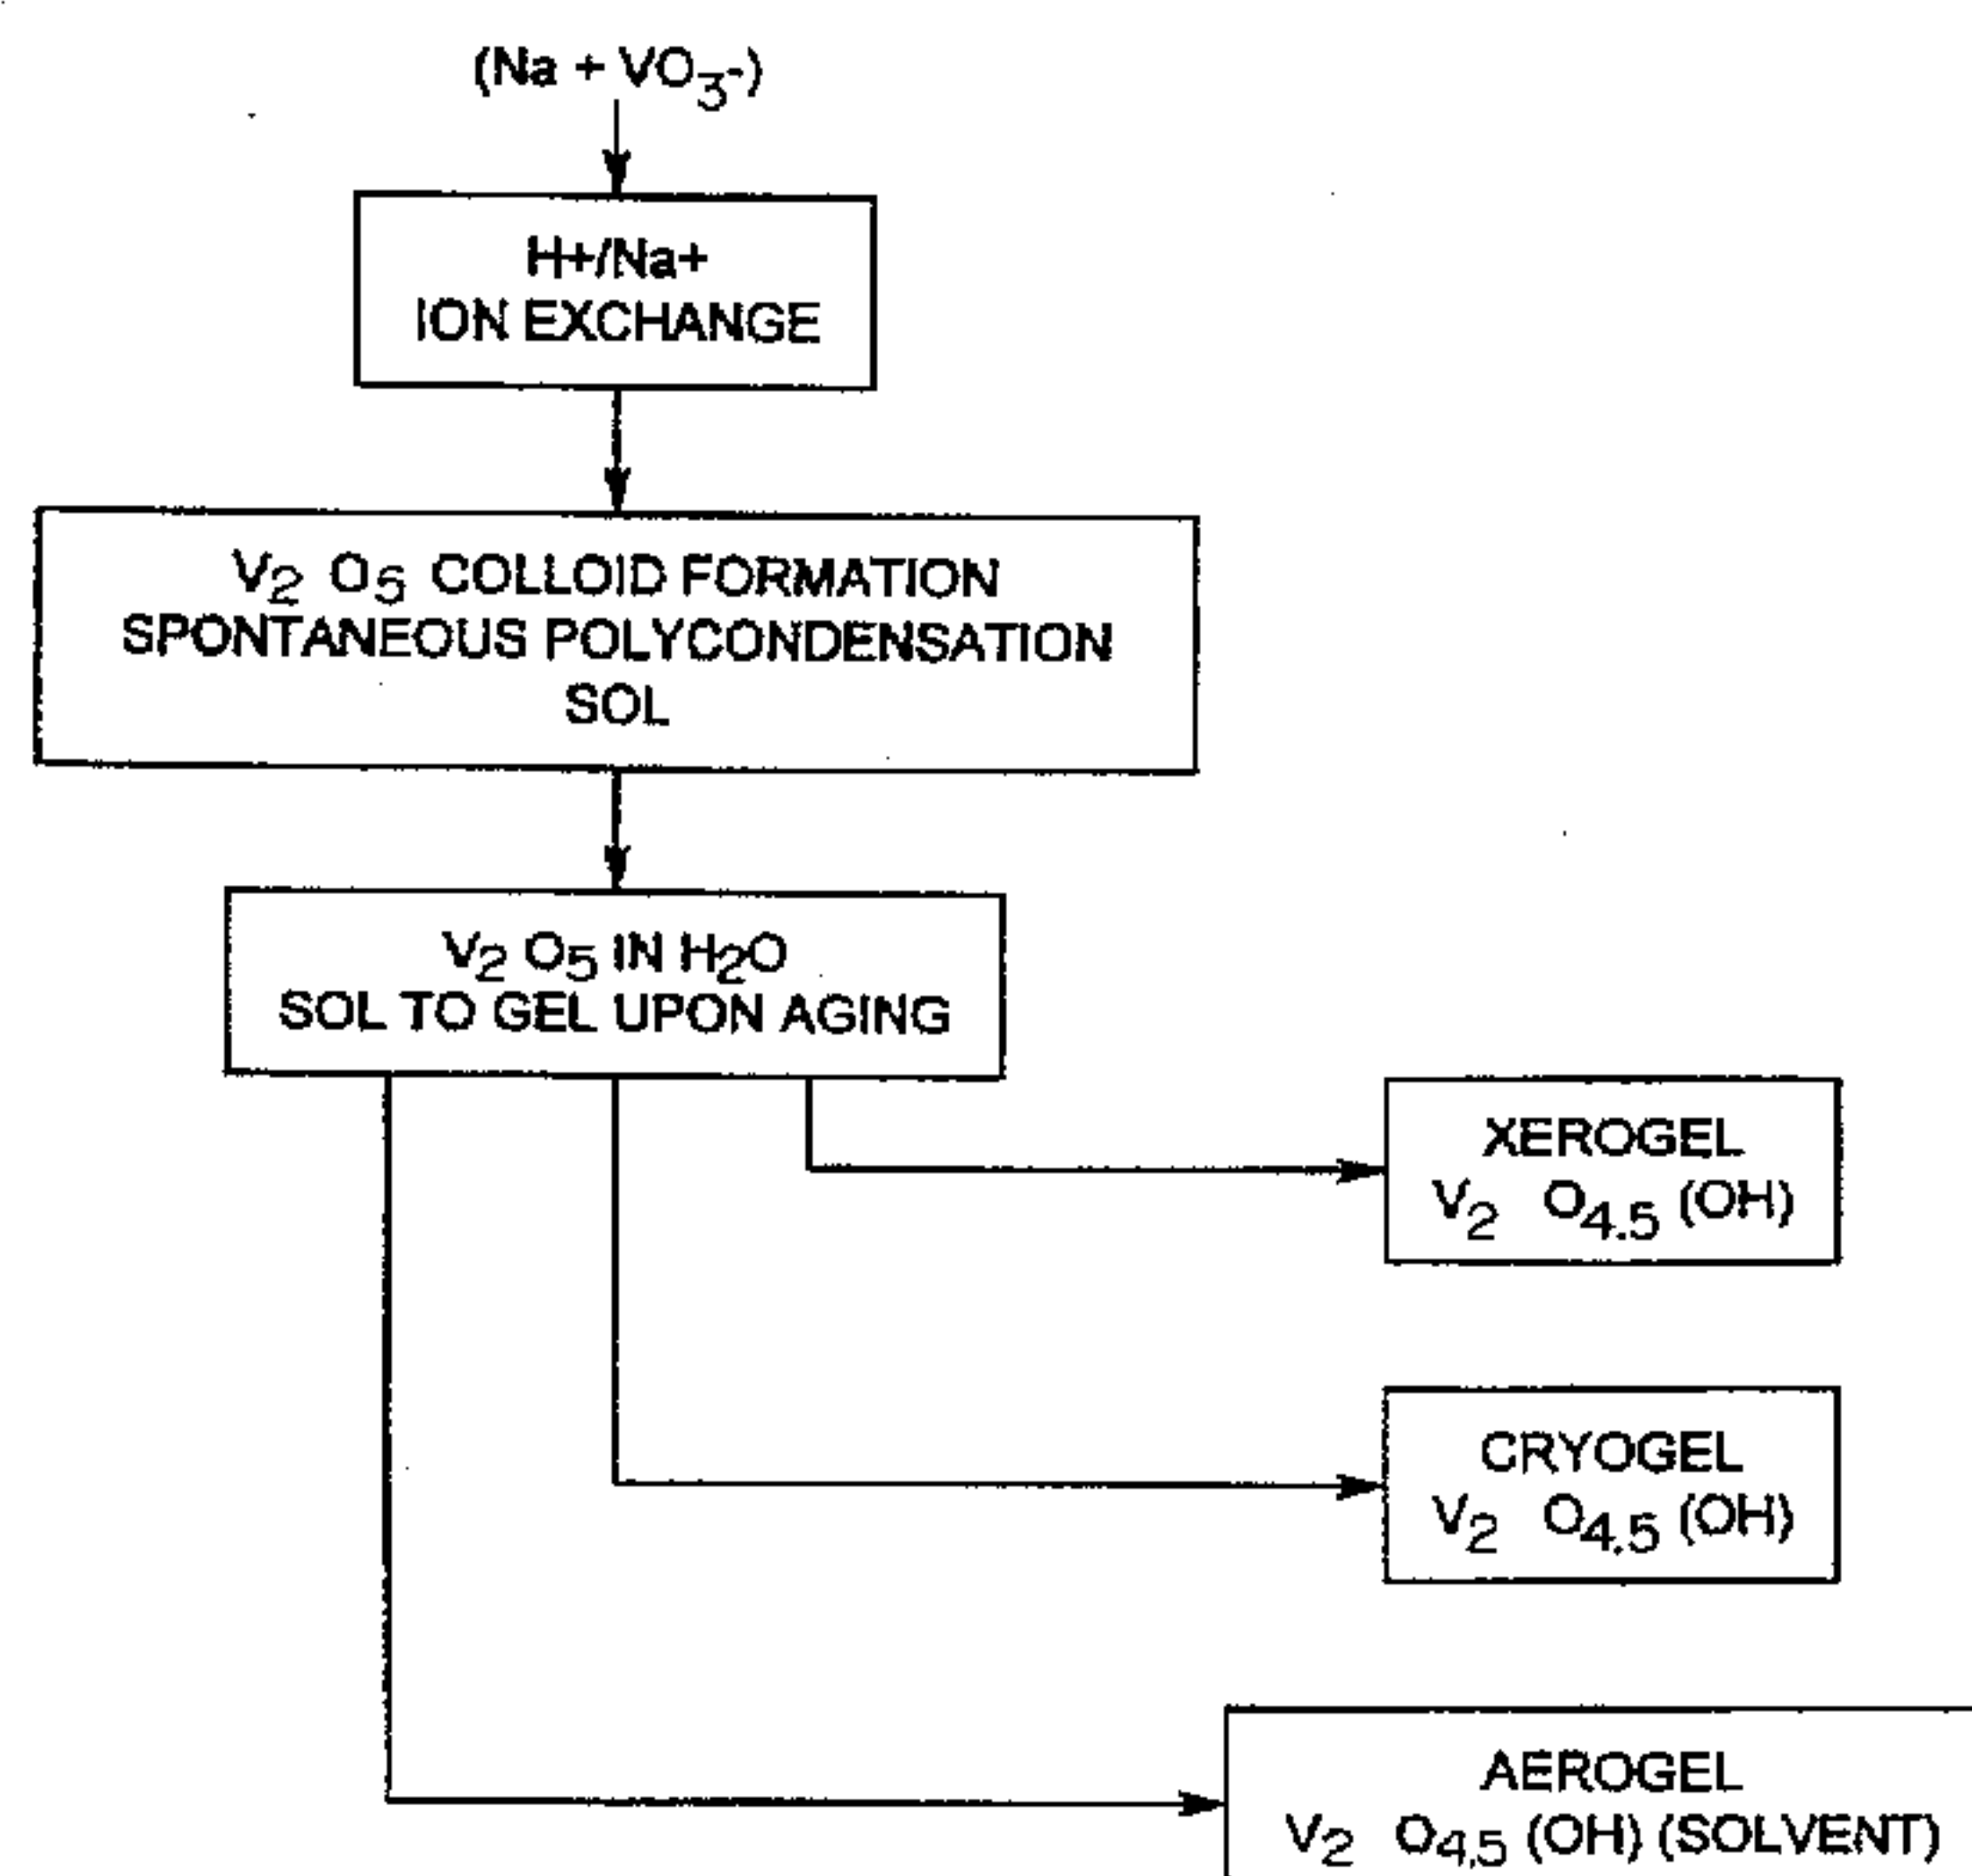 (Na + VO3-)
H+/Na+
ION EXCHANGE
V2 O5 COLLOID FORMATION
SPONTANEOUS POLYCONDENSATION
SOL
V2 O5 IN H2O
SOL TO GEL UPON AGING
XEROGEL
V2 O4.5 (OH)
CRYOGEL
V2 O4.5 (OH)
AEROGEL
V2 O4.5 (OH) (SOLVENT)